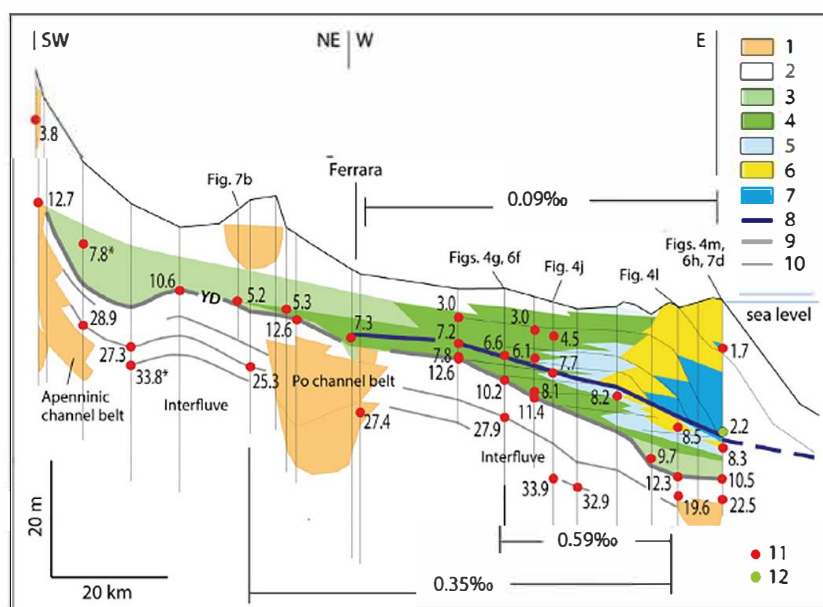 SW
NE
W
E
1
2
3
4
5
6
7
8
9
10
sea level
3.8
Ferrara
Fig. 7b
0.09‰
12.7
Figs. 4g, 6f
Fig. 4j
Fig. 4l
Figs. 4m,
6h, 7d
7.8*
10.6
YD
5.2
5.3
12.6
7.3
3.0
7.2
7.8
12.6
3.0
4.5
6.6
6.1
7.7
1.7
28.9
27.3
33.8*
25.3
Po channel belt
10.2
8.1
11.4
8.2
8.5
2.2
8.3
Apenninic
channel belt
Interfluve
27.4
27.9
Interfluve
9.7
12.3
10.5
33.9
32.9
19.6
22.5
20 m
20 km
0.59‰
0.35‰
11
12